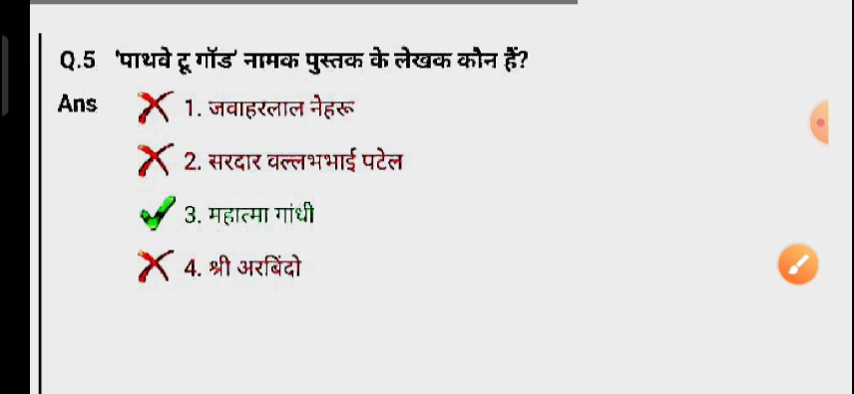 Q.5 'पाथवे टू गॉड' नामक पुस्तक के लेखक कौन हैं?
Ans 1. जवाहरलाल नेहरू
2. सरदार वल्लभभाई पटेल
3. महात्मा गांधी
4. श्री अरबिंदो